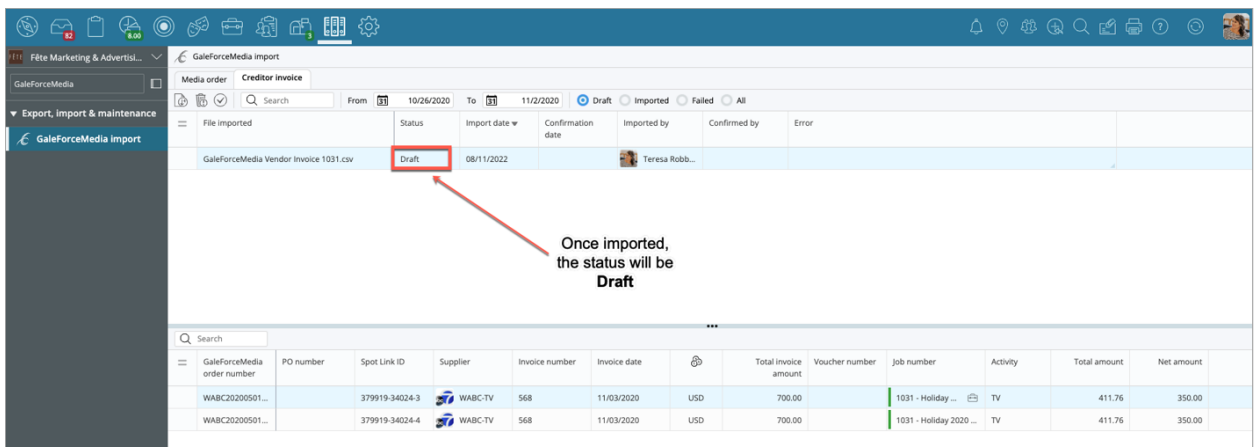 82
6.00
3
Fête Marketing & Advertisi...
GaleForceMedia import
GaleForceMedia
Media order Creditor invoice
Search From 31 10/26/2020 To 31 11/2/2020 Draft Imported Failed All
Export, import & maintenance
GaleForceMedia import
File imported Status Import date Confirmation date Imported by Confirmed by Error
GaleForceMedia Vendor Invoice 1031.csv Draft 08/11/2022 Teresa Robb...
Once imported,
the status will be
Draft
Search
GaleForceMedia order number PO number Spot Link ID Supplier Invoice number Invoice date Total invoice amount Voucher number Job number Activity Total amount Net amount
WABC20200501... 379919-34024-3 WABC-TV 568 11/03/2020 USD 700.00 1031 - Holiday ... TV 411.76 350.00
WABC20200501... 379919-34024-4 WABC-TV 568 11/03/2020 USD 700.00 1031 - Holiday 2020 ... TV 411.76 350.00